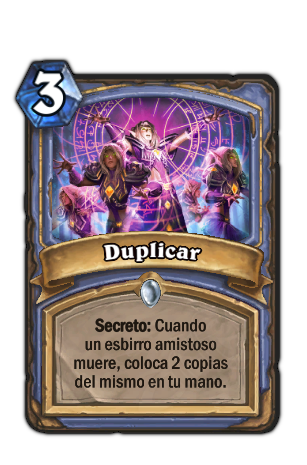 3
Duplicar
Secreto: Cuando
un esbirro amistoso
muere, coloca 2 copias
del mismo en tu mano.